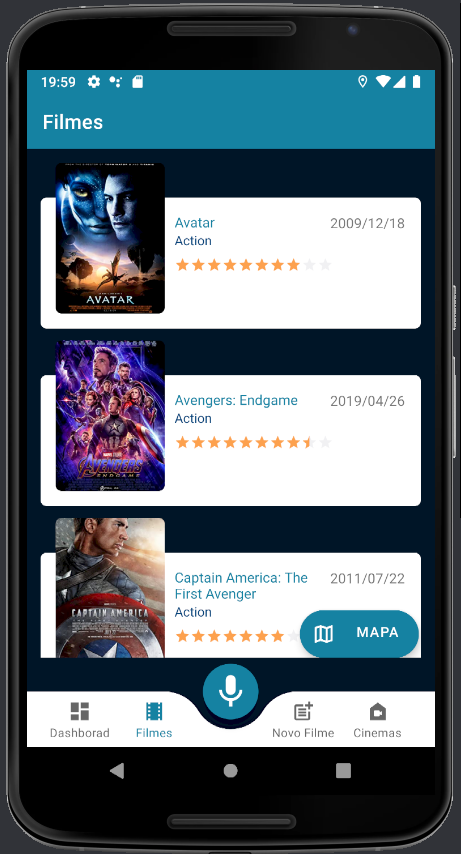 19:59
Filmes
AVATAR
Avatar
2009/12/18
Action
AVENGERS
ENDGAME
Avengers: Endgame
2019/04/26
Action
CAPTAIN AMERICA
Captain America: The
First Avenger
2011/07/22
Action
MAPA
Dashborad
Filmes
Novo Filme
Cinemas